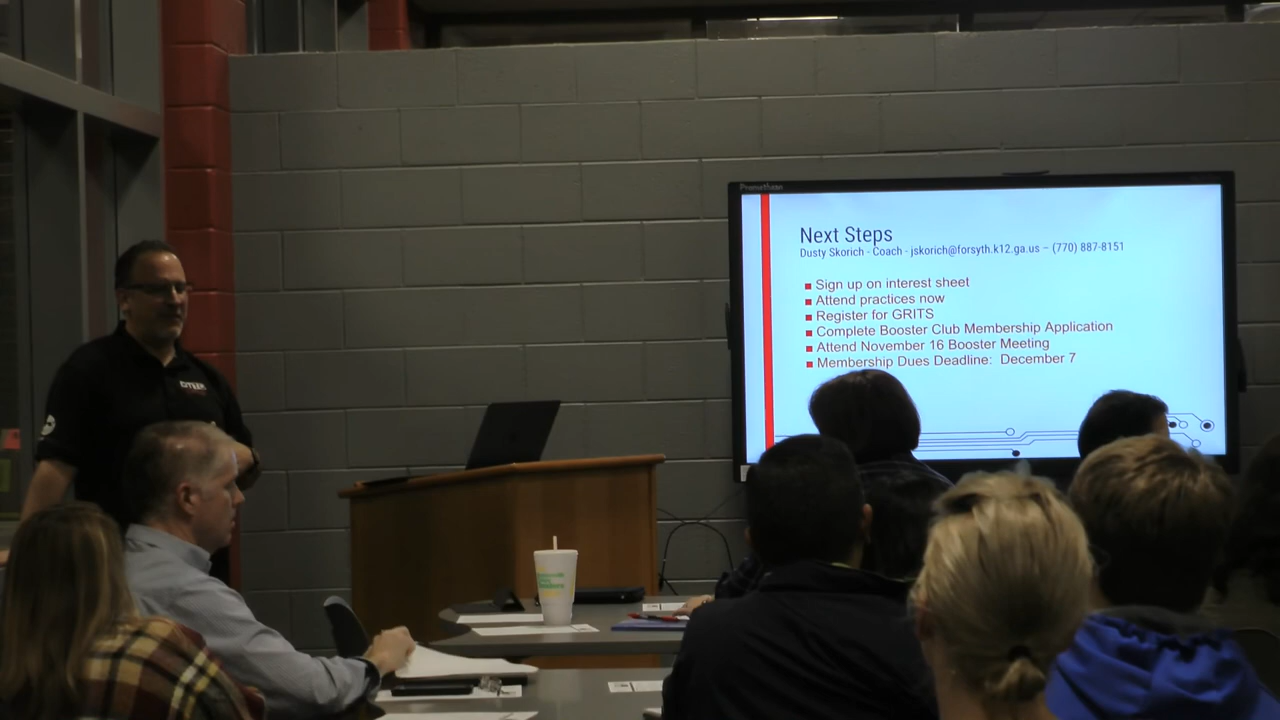 Promethean
Next Steps
Dusty Skorich - Coach - jskorich@forsyth.k12.ga.us – (770) 887-8151
Sign up on interest sheet
Attend practices now
Register for GRITS
Complete Booster Club Membership Application
Attend November 16 Booster Meeting
Membership Dues Deadline: December 7